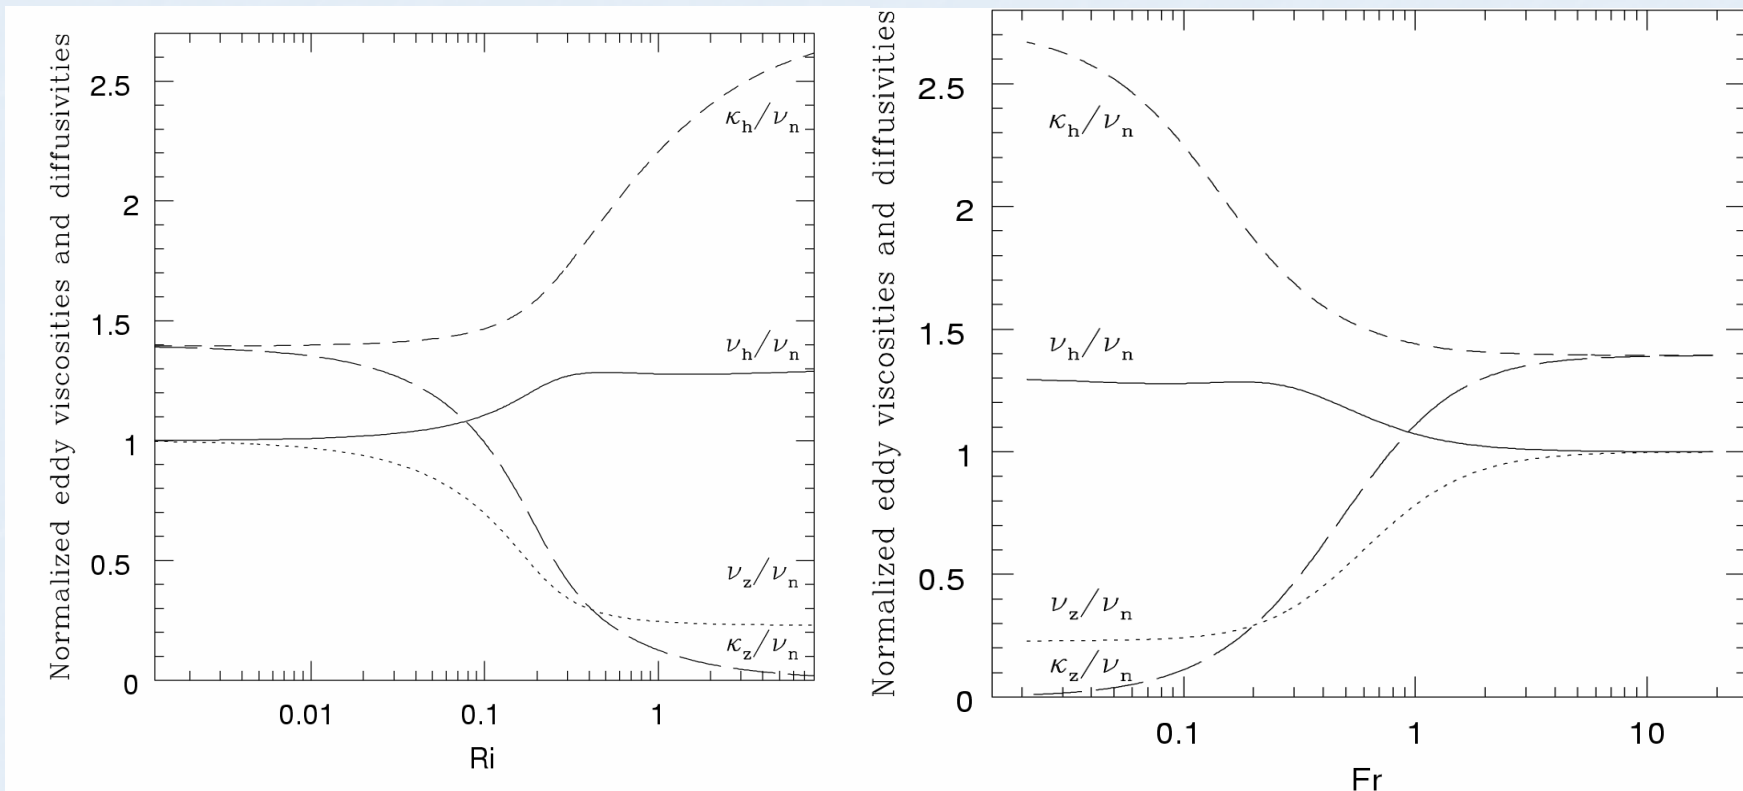 Normalized eddy viscosities and diffusivities
2.5
2
1.5
1
0.5
0
κh/νn
νh/νn
νz/νn
κz/νn
0.01
0.1
1
Ri
Normalized eddy viscosities and diffusivities
2.5
2
1.5
1
0.5
0
κh/νn
νh/νn
νz/νn
κz/νn
0.1
1
10
Fr